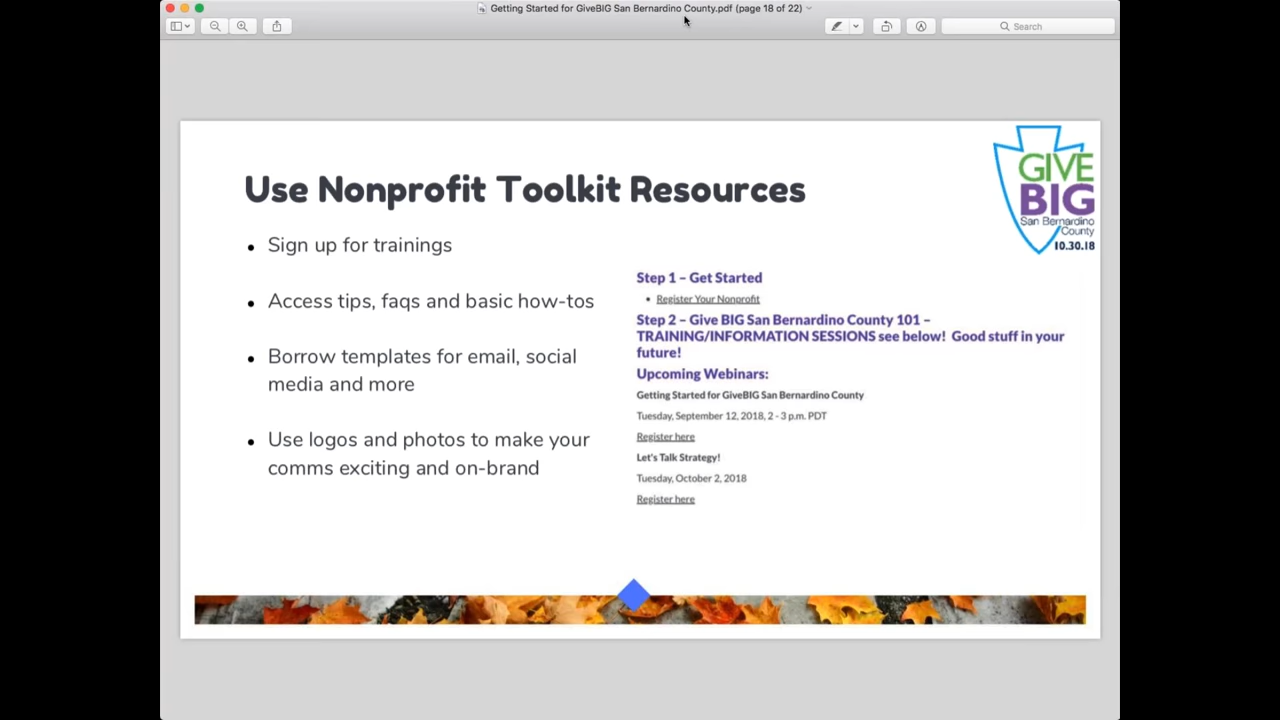 Getting Started for GiveBIG San Bernardino County.pdf (page 18 of 22)
Search
GIVE
BIG
San Bernardino
County
10.30.18
Use Nonprofit Toolkit Resources
• Sign up for trainings
• Access tips, faqs and basic how-tos
• Borrow templates for email, social
media and more
• Use logos and photos to make your
comms exciting and on-brand
Step 1 – Get Started
• Register Your Nonprofit
Step 2 – Give BIG San Bernardino County 101 –
TRAINING/INFORMATION SESSIONS see below! Good stuff in your
future!
Upcoming Webinars:
Getting Started for GiveBIG San Bernardino County
Tuesday, September 12, 2018, 2 - 3 p.m. PDT
Register here
Let's Talk Strategy!
Tuesday, October 2, 2018
Register here